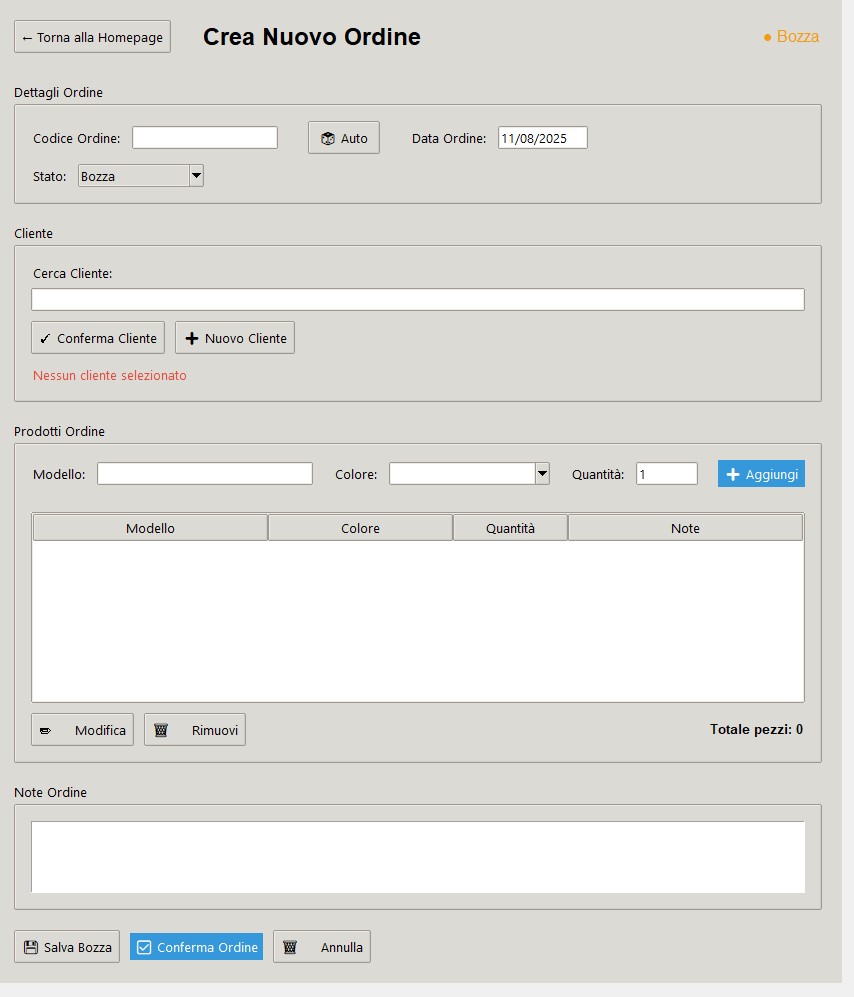 ← Torna alla Homepage Crea Nuovo Ordine ● Bozza
Dettagli Ordine
Codice Ordine: Auto Data Ordine: 11/08/2025
Stato: Bozza
Cliente
Cerca Cliente:
✓ Conferma Cliente + Nuovo Cliente
Nessun cliente selezionato
Prodotti Ordine
Modello: Colore: Quantità: 1 + Aggiungi
Modello Colore Quantità Note
Modifica Rimuovi Totale pezzi: 0
Note Ordine
Salva Bozza Conferma Ordine Annulla